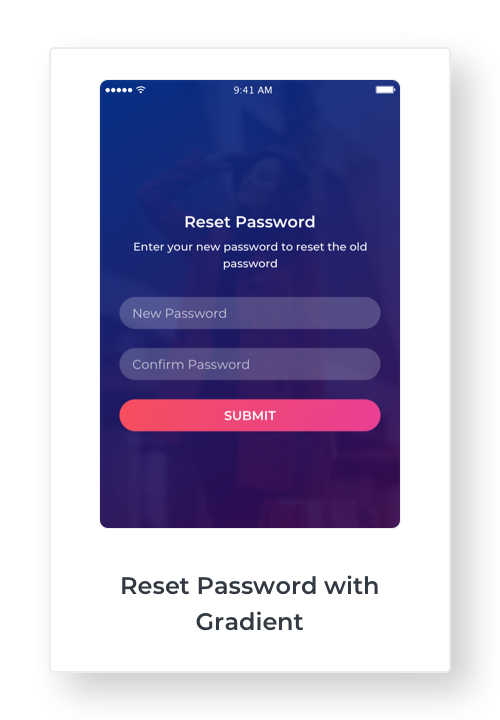 9:41 AM
Reset Password
Enter your new password to reset the old
password
New Password
Confirm Password
SUBMIT
Reset Password with
Gradient